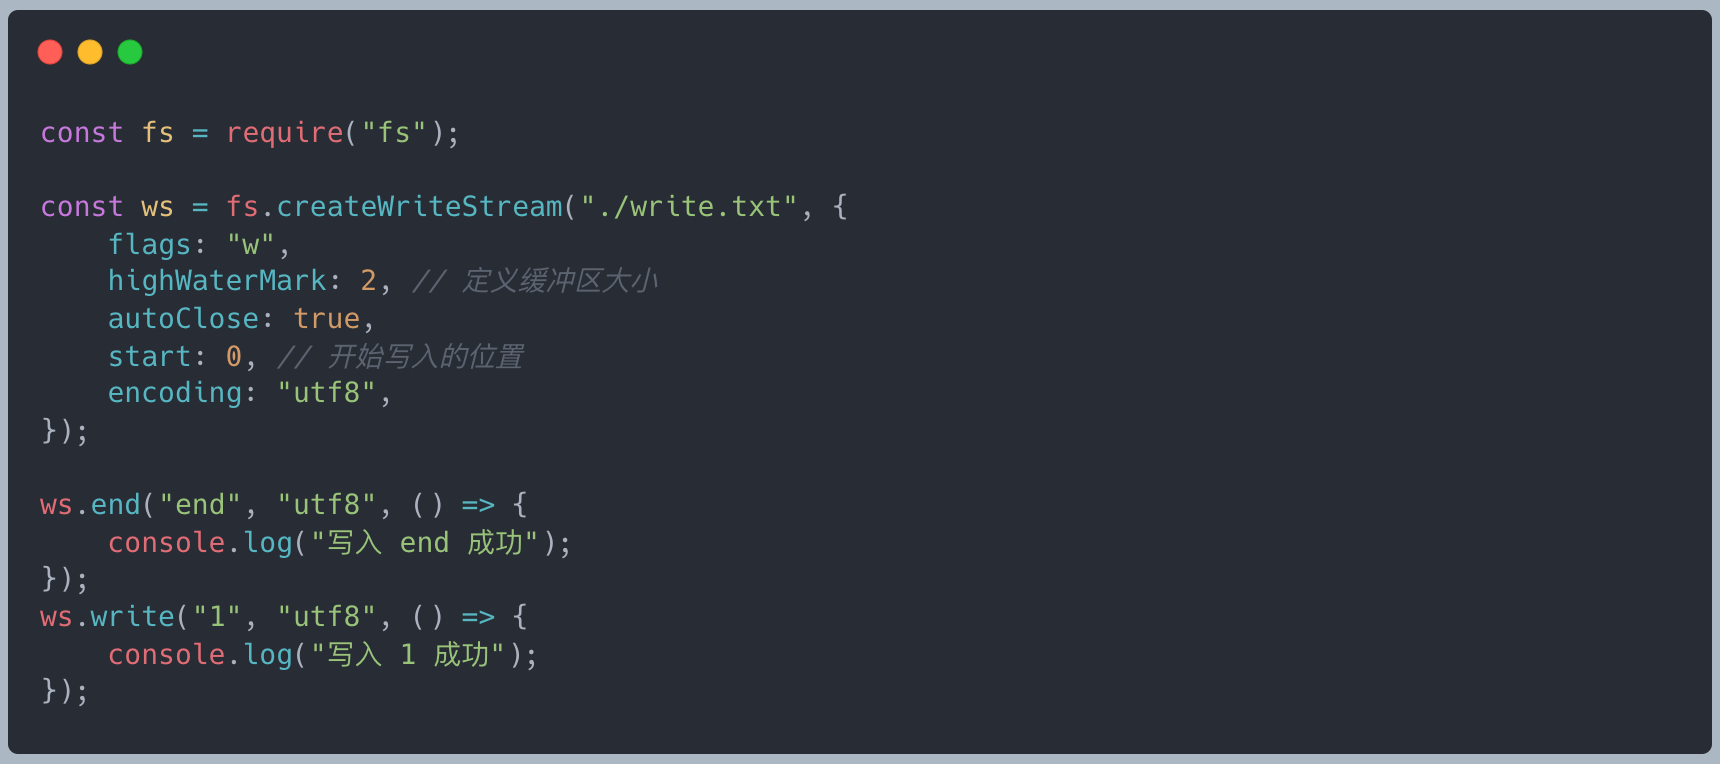 const fs = require("fs");

const ws = fs.createWriteStream("./write.txt", {
    flags: "w",
    highWaterMark: 2, // 定义缓冲区大小
    autoClose: true,
    start: 0, // 开始写入的位置
    encoding: "utf8",
});

ws.end("end", "utf8", () => {
    console.log("写入 end 成功");
});
ws.write("1", "utf8", () => {
    console.log("写入 1 成功");
});